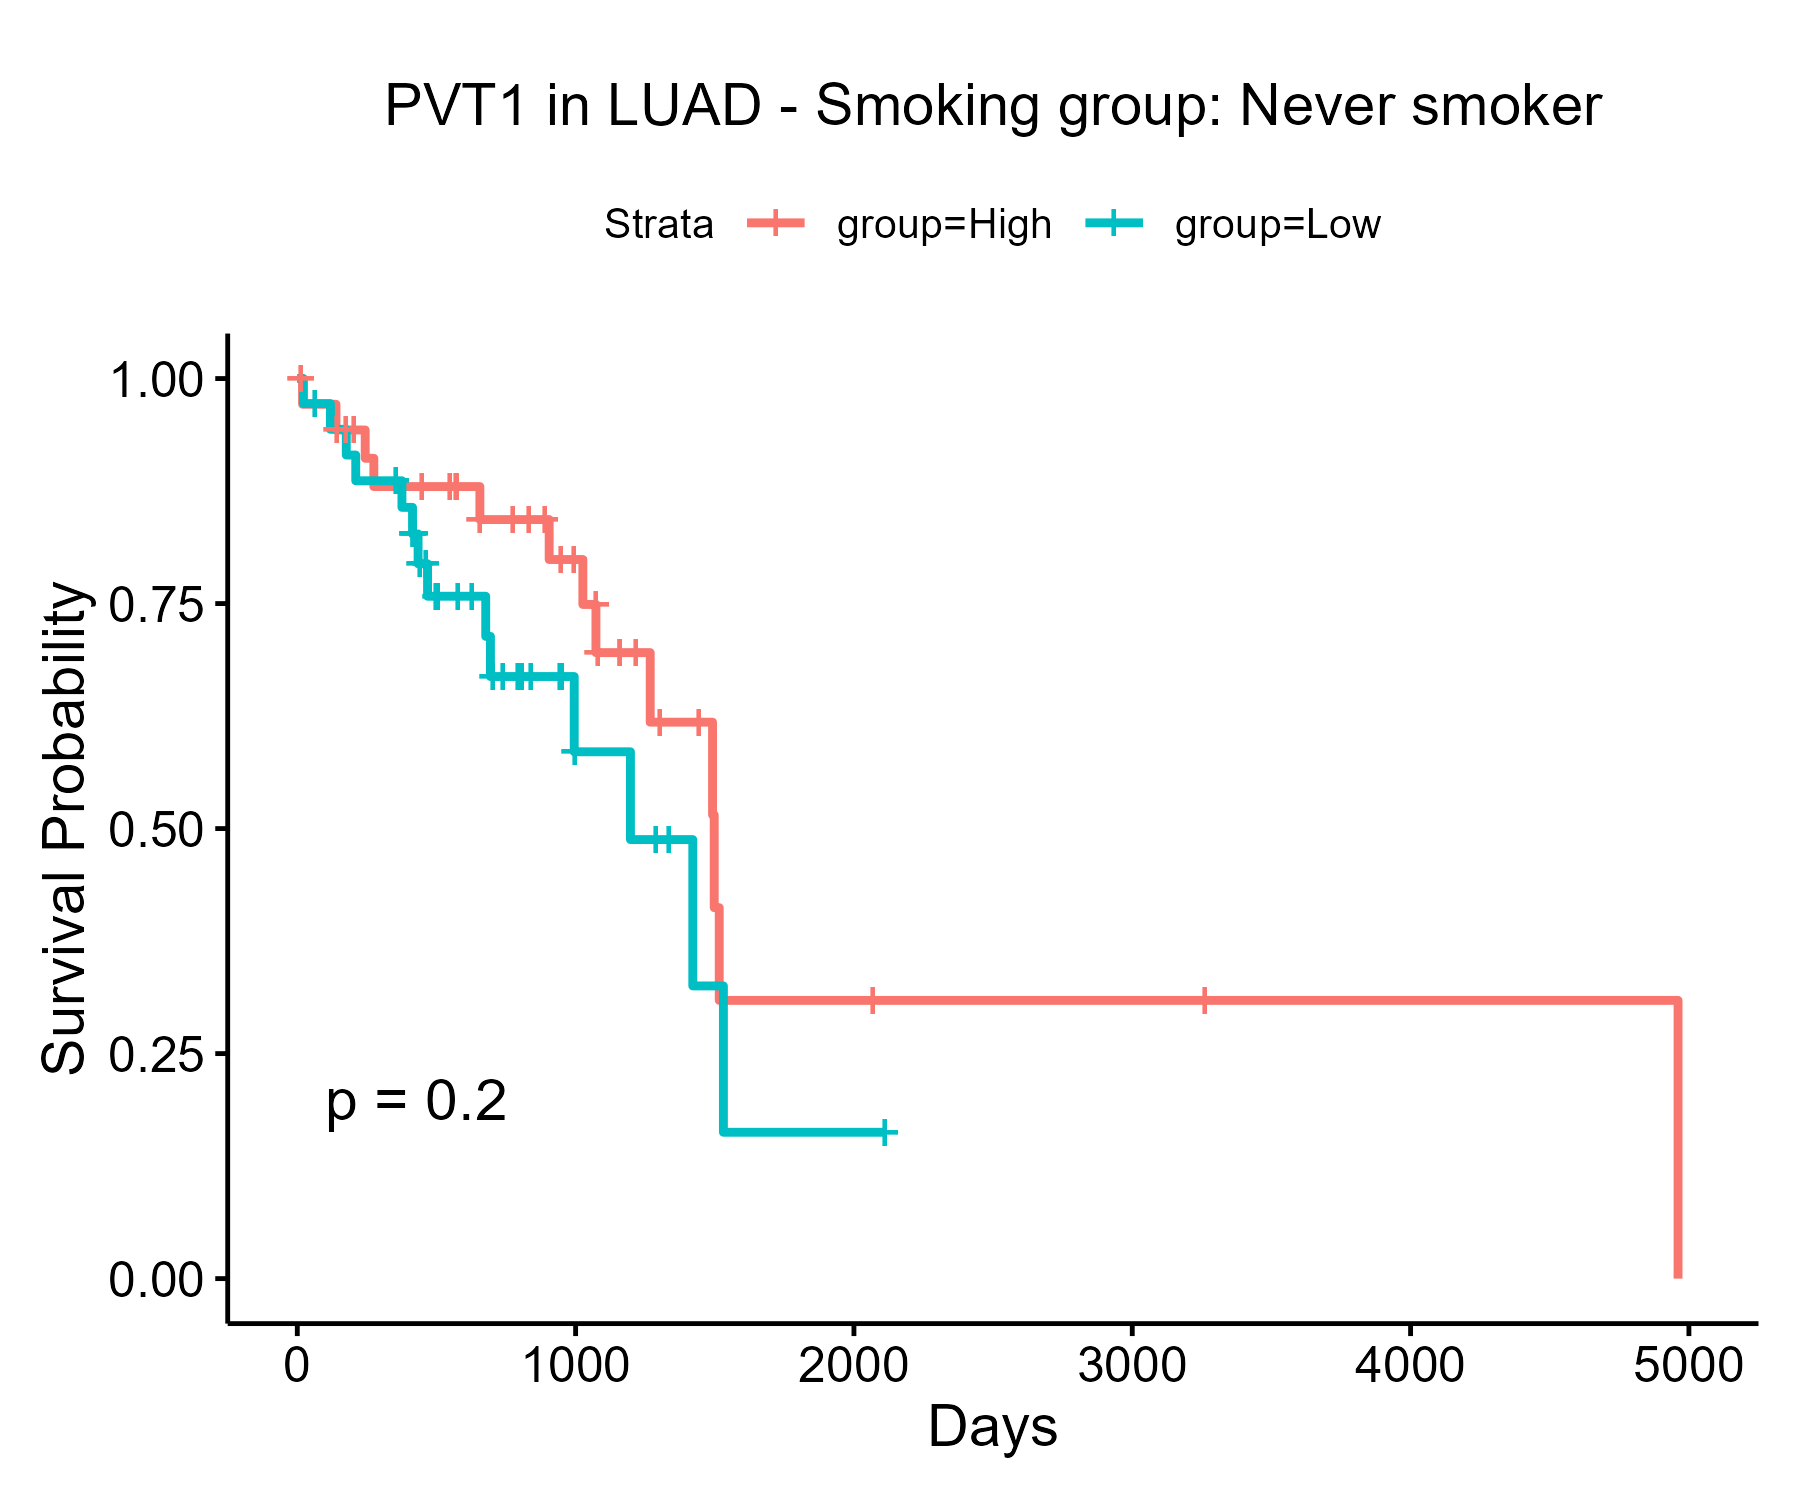 PVT1 in LUAD - Smoking group: Never smoker
Strata group=High group=Low
Survival Probability
1.00
0.75
0.50
0.25
0.00
p = 0.2
0 1000 2000 3000 4000 5000
Days